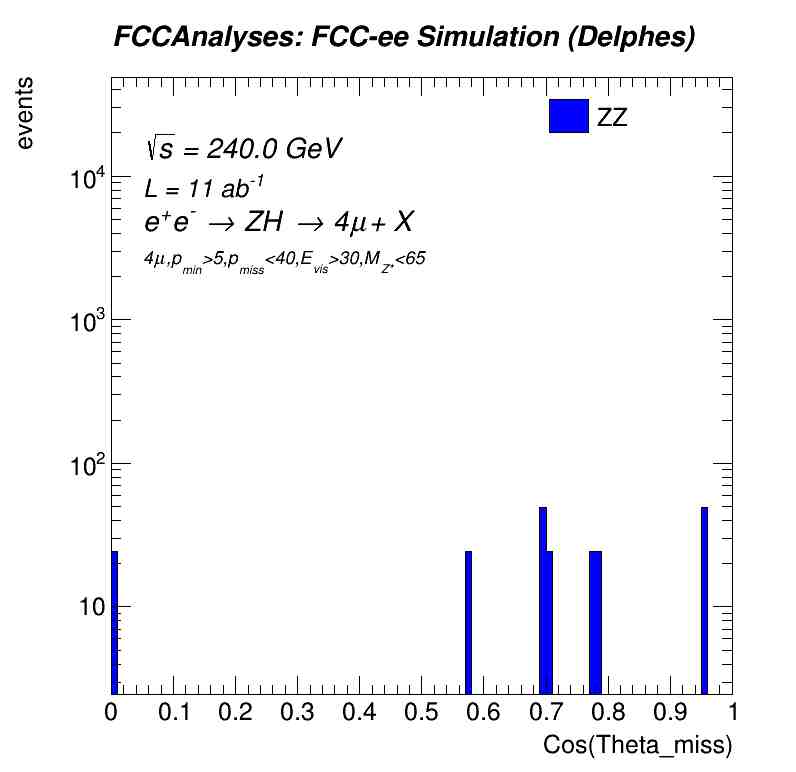 FCCAnalyses: FCC-ee Simulation (Delphes)
events
ZZ
√s = 240.0 GeV
L = 11 ab⁻¹
e⁺e⁻ → ZH → 4μ + X
4μ,p_min>5,p_miss<40,E_vis>30,M_Z*<65
10⁴
10³
10²
10
0 0.1 0.2 0.3 0.4 0.5 0.6 0.7 0.8 0.9 1
Cos(Theta_miss)